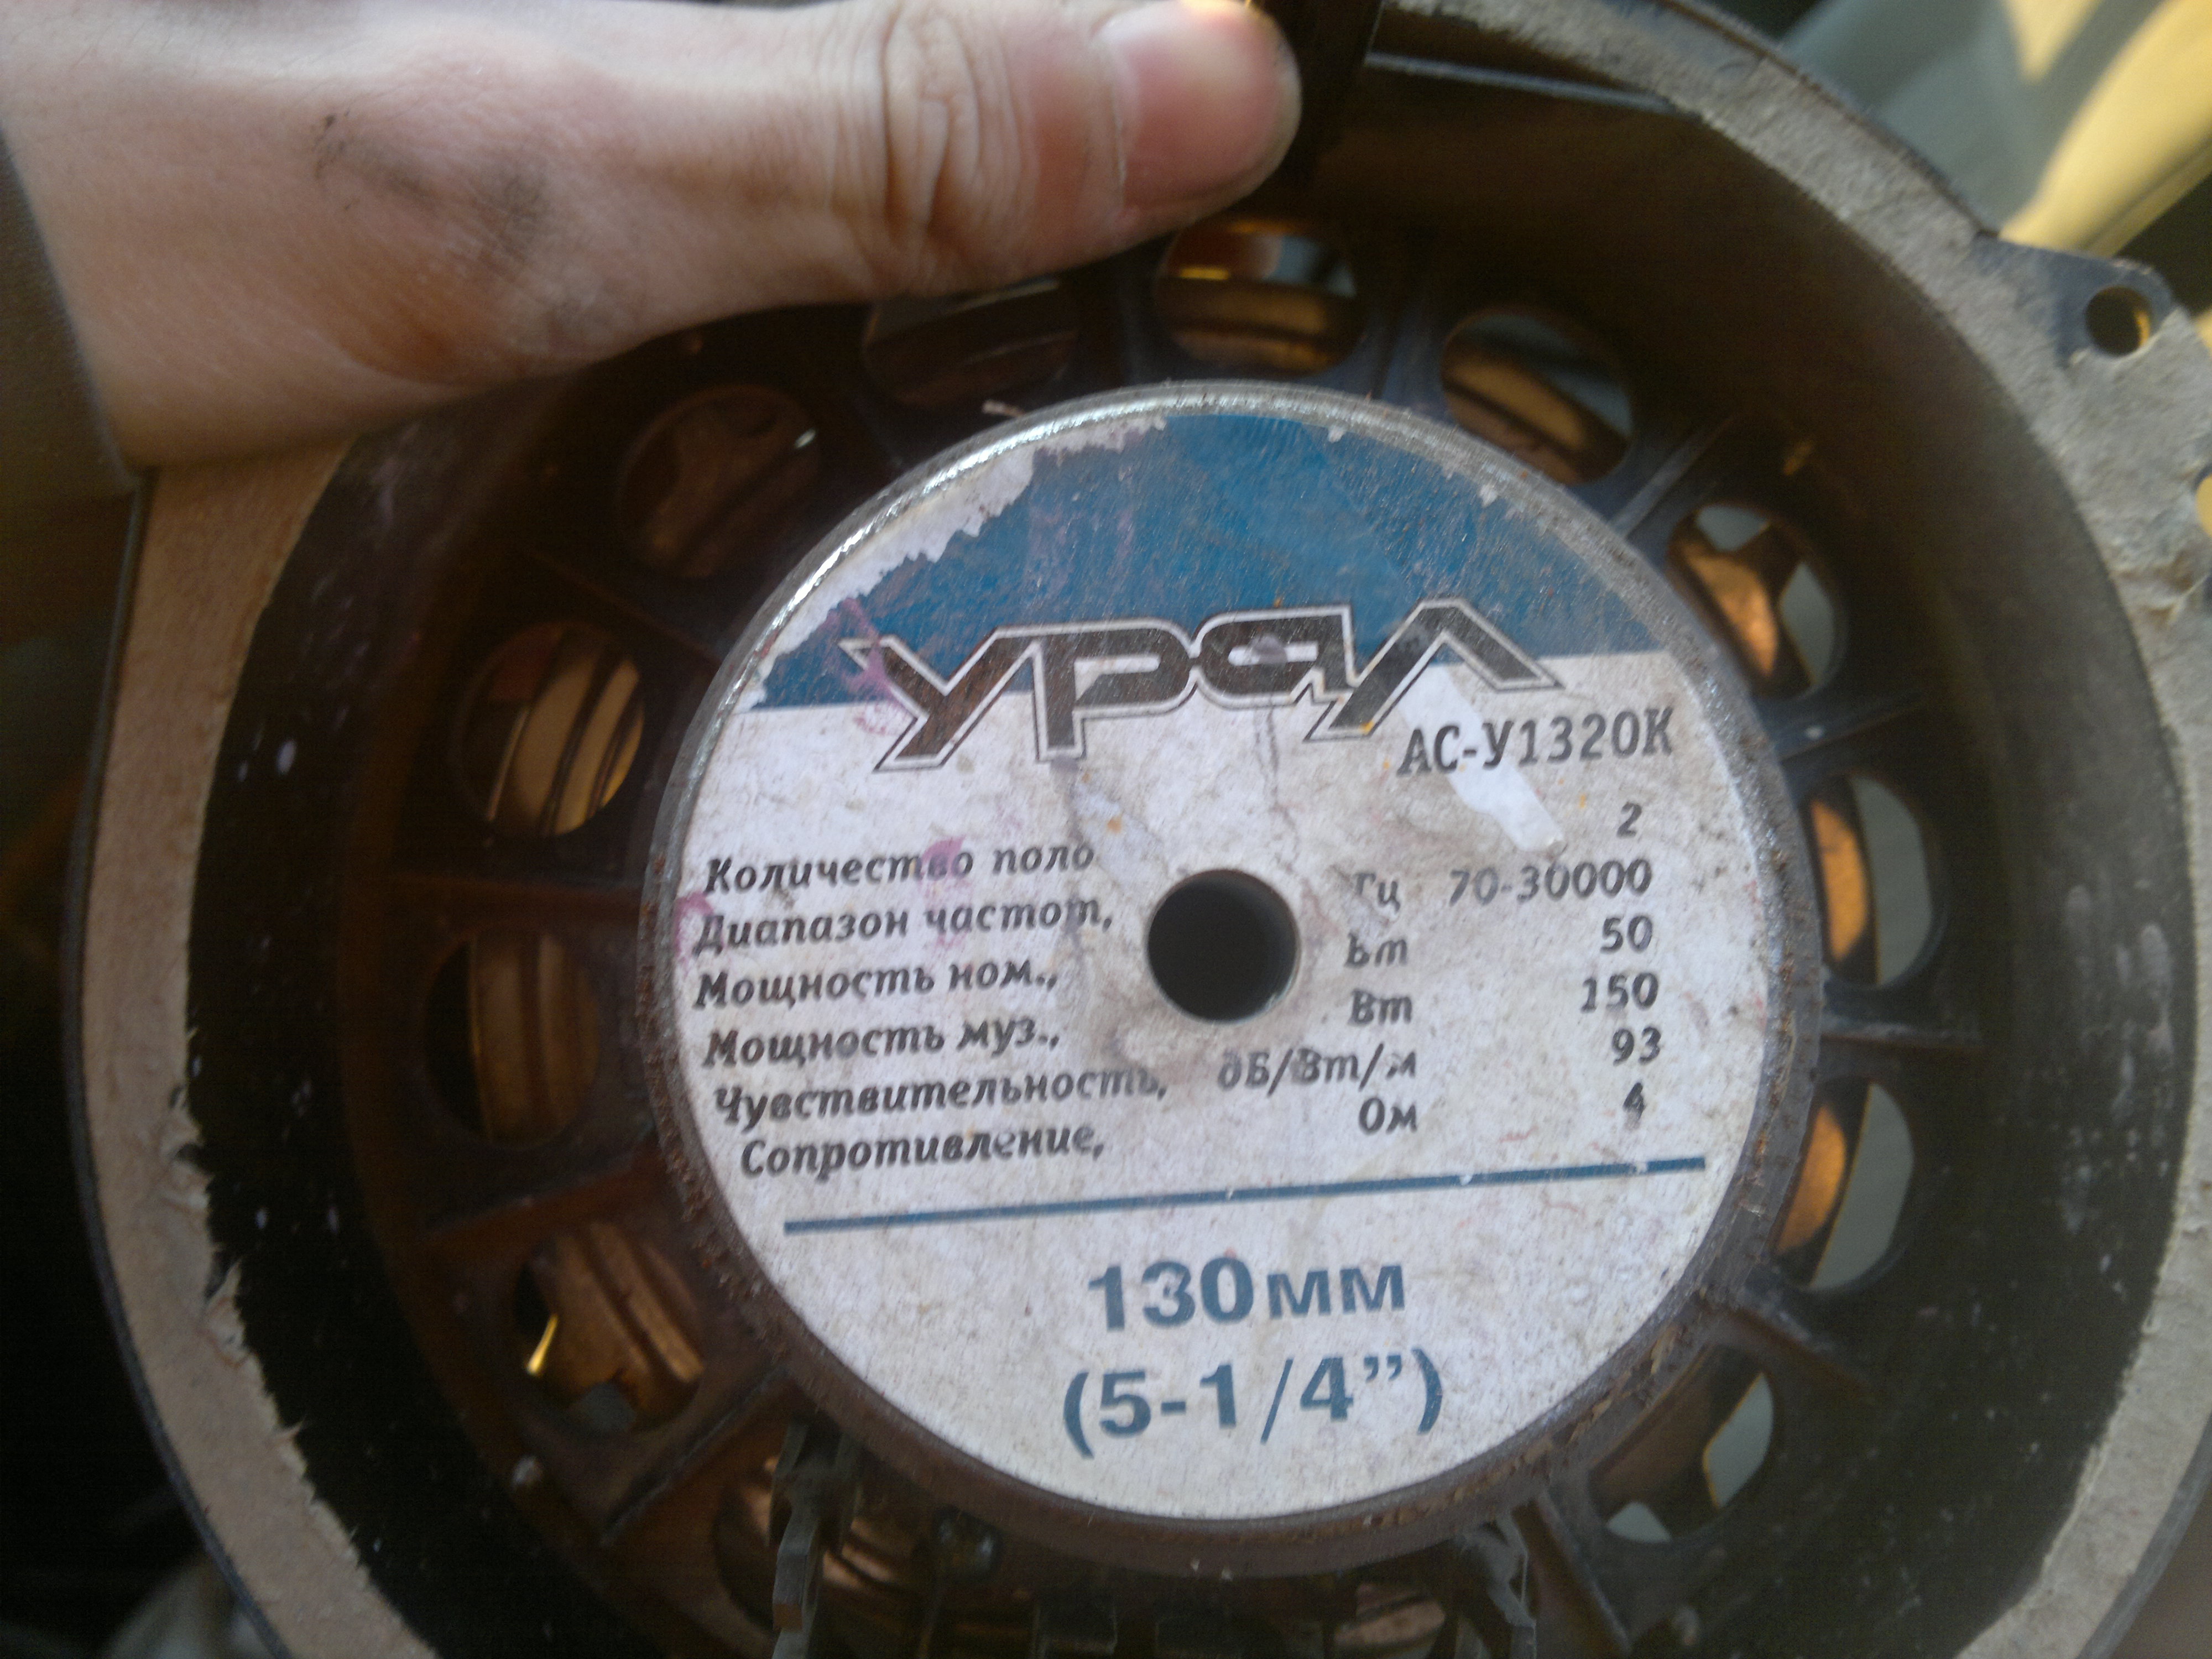 УРАЛ
АС-У1320К
2
Количество поло
Диапазон частот, Гц 70-30000
Мощность ном., Вт 50
Мощность муз., Вт 150
Чувствительность, дБ/Вт/м 93
Сопротивление, Ом 4
130мм
(5-1/4”)